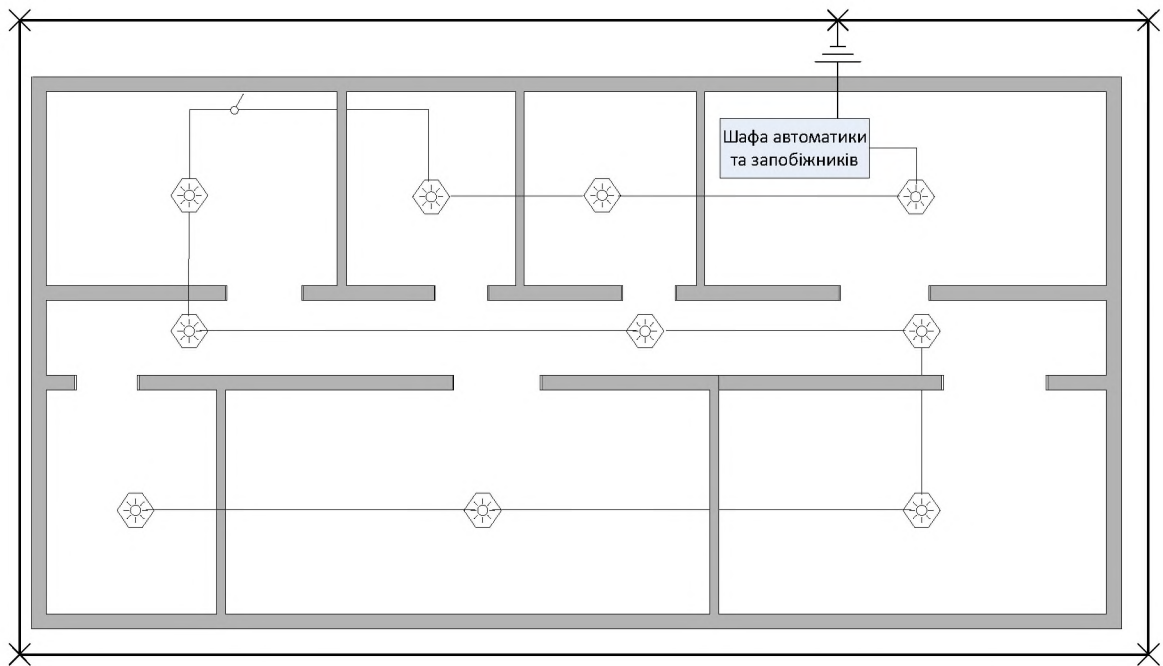 Шафа автоматики
та запобіжників